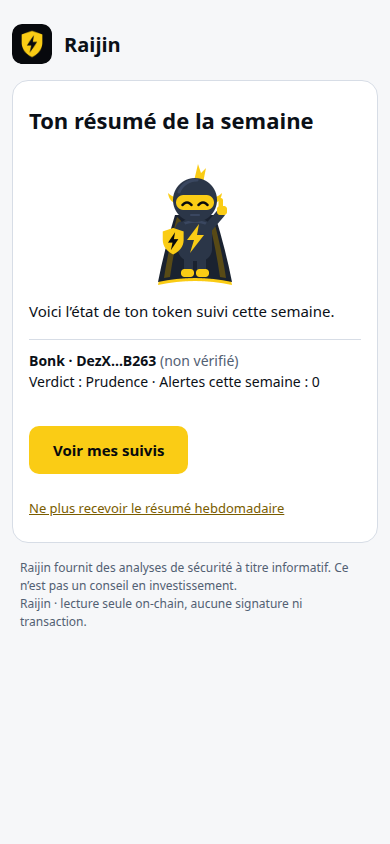 Raijin
Ton résumé de la semaine
Voici l'état de ton token suivi cette semaine.
Bonk · DezX…B263 (non vérifié)
Verdict : Prudence · Alertes cette semaine : 0
Voir mes suivis
Ne plus recevoir le résumé hebdomadaire
Raijin fournit des analyses de sécurité à titre informatif. Ce
n'est pas un conseil en investissement.
Raijin · lecture seule on-chain, aucune signature ni
transaction.